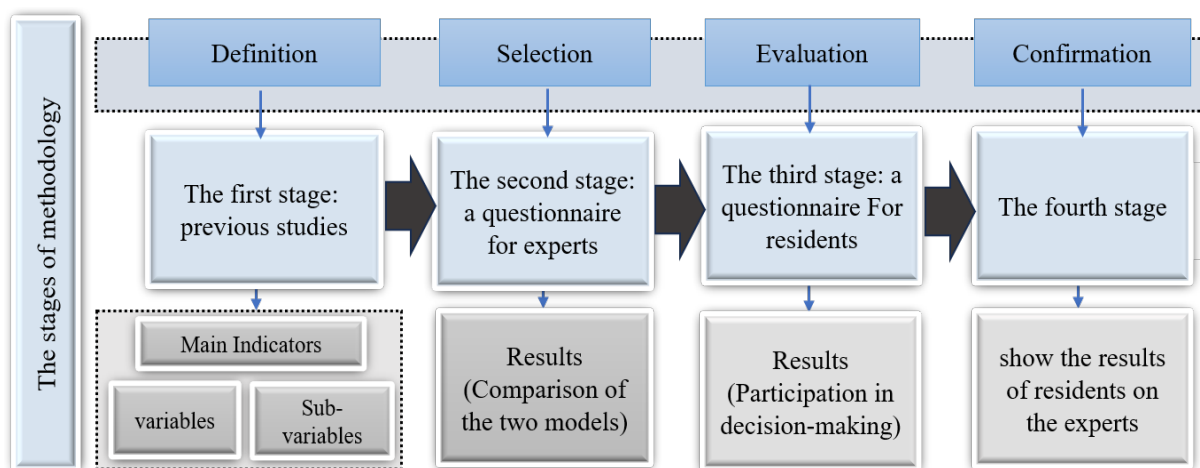 The stages of methodology
Definition
Selection
Evaluation
Confirmation
The first stage:
previous studies
The second stage:
a questionnaire
for experts
The third stage: a
questionnaire For
residents
The fourth stage
Main Indicators
variables
Sub-
variables
Results
(Comparison of
the two models)
Results
(Participation in
decision-making)
show the results
of residents on
the experts